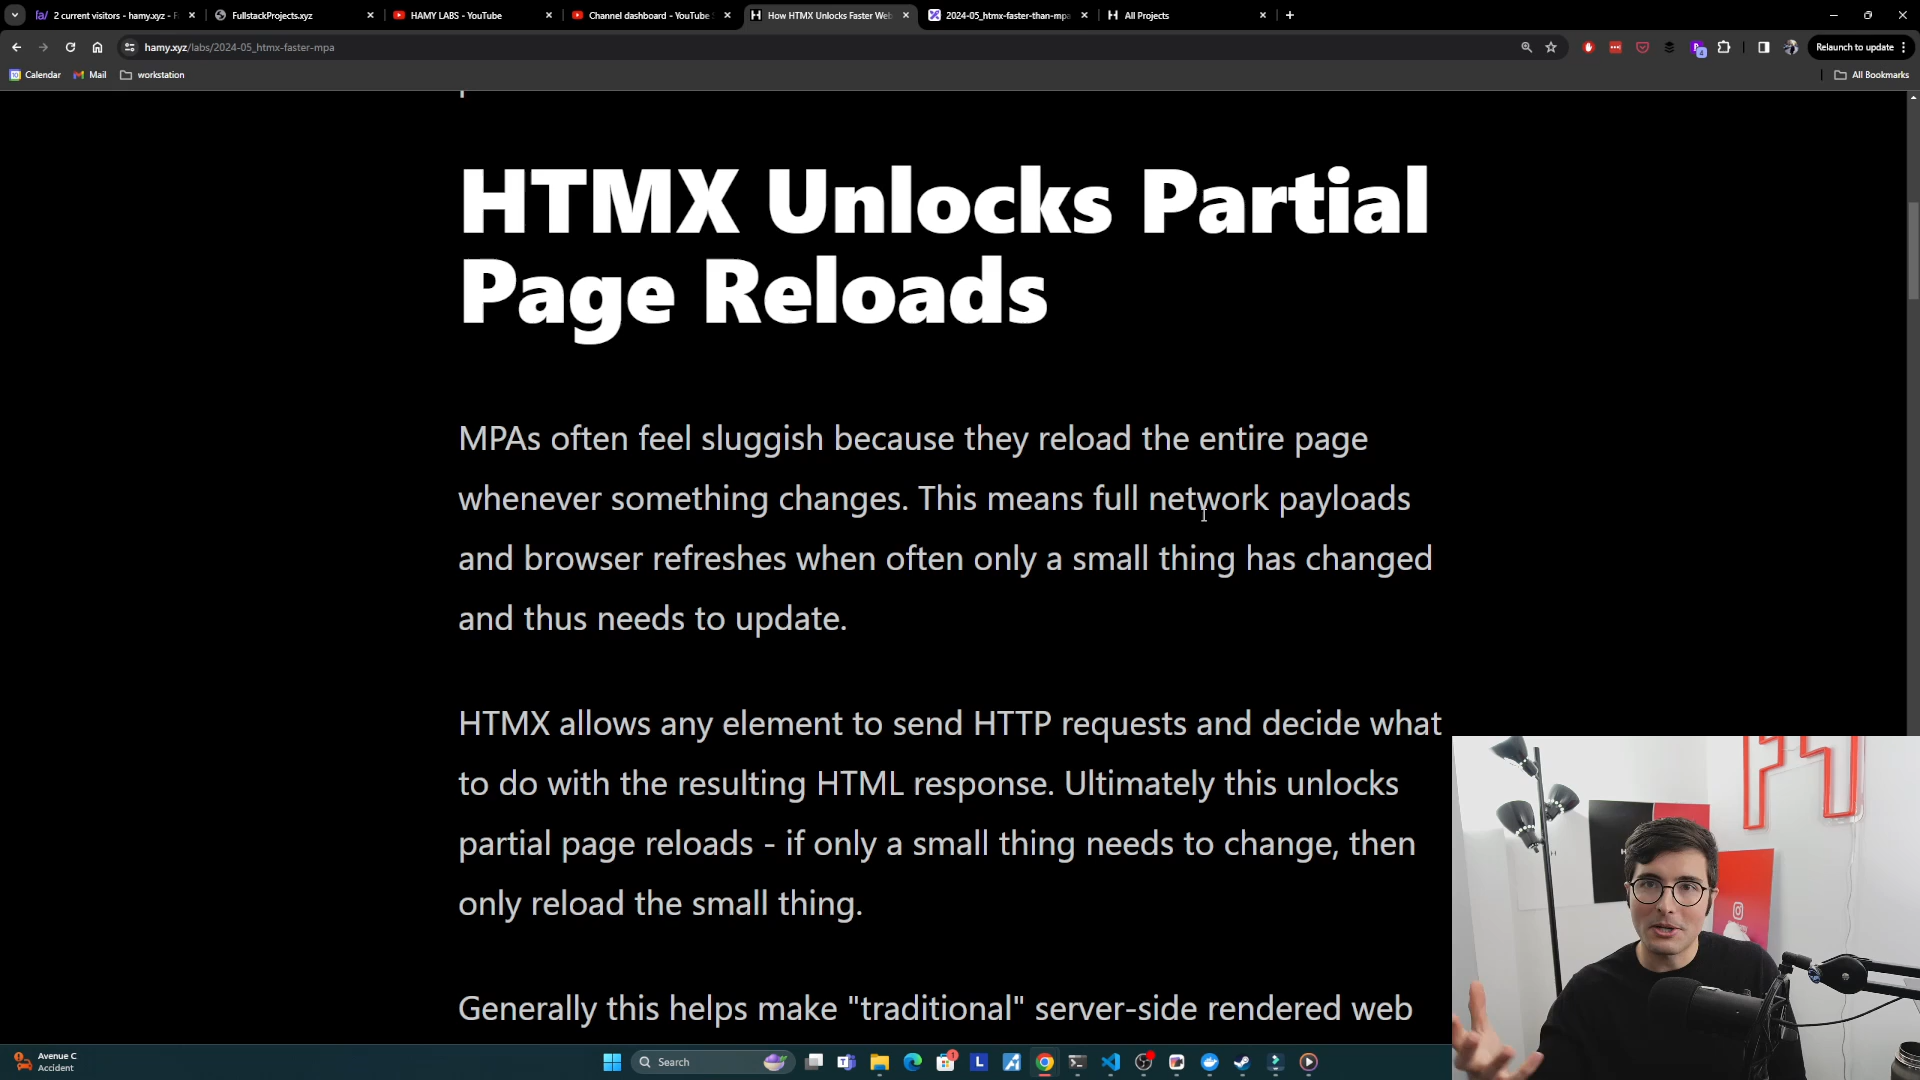 2 current visitors - hamy.xyz - F
FullstackProjects.xyz
HAMY LABS - YouTube
Channel dashboard - YouTube
How HTMX Unlocks Faster Web
2024-05_htmx-faster-than-mpa
All Projects
hamy.xyz/labs/2024-05_htmx-faster-mpa
Relaunch to update
Calendar
Mail
workstation
All Bookmarks
HTMX Unlocks Partial
Page Reloads
MPAs often feel sluggish because they reload the entire page
whenever something changes. This means full network payloads
and browser refreshes when often only a small thing has changed
and thus needs to update.
HTMX allows any element to send HTTP requests and decide what
to do with the resulting HTML response. Ultimately this unlocks
partial page reloads - if only a small thing needs to change, then
only reload the small thing.
Generally this helps make "traditional" server-side rendered web
Avenue C
Accident
Search